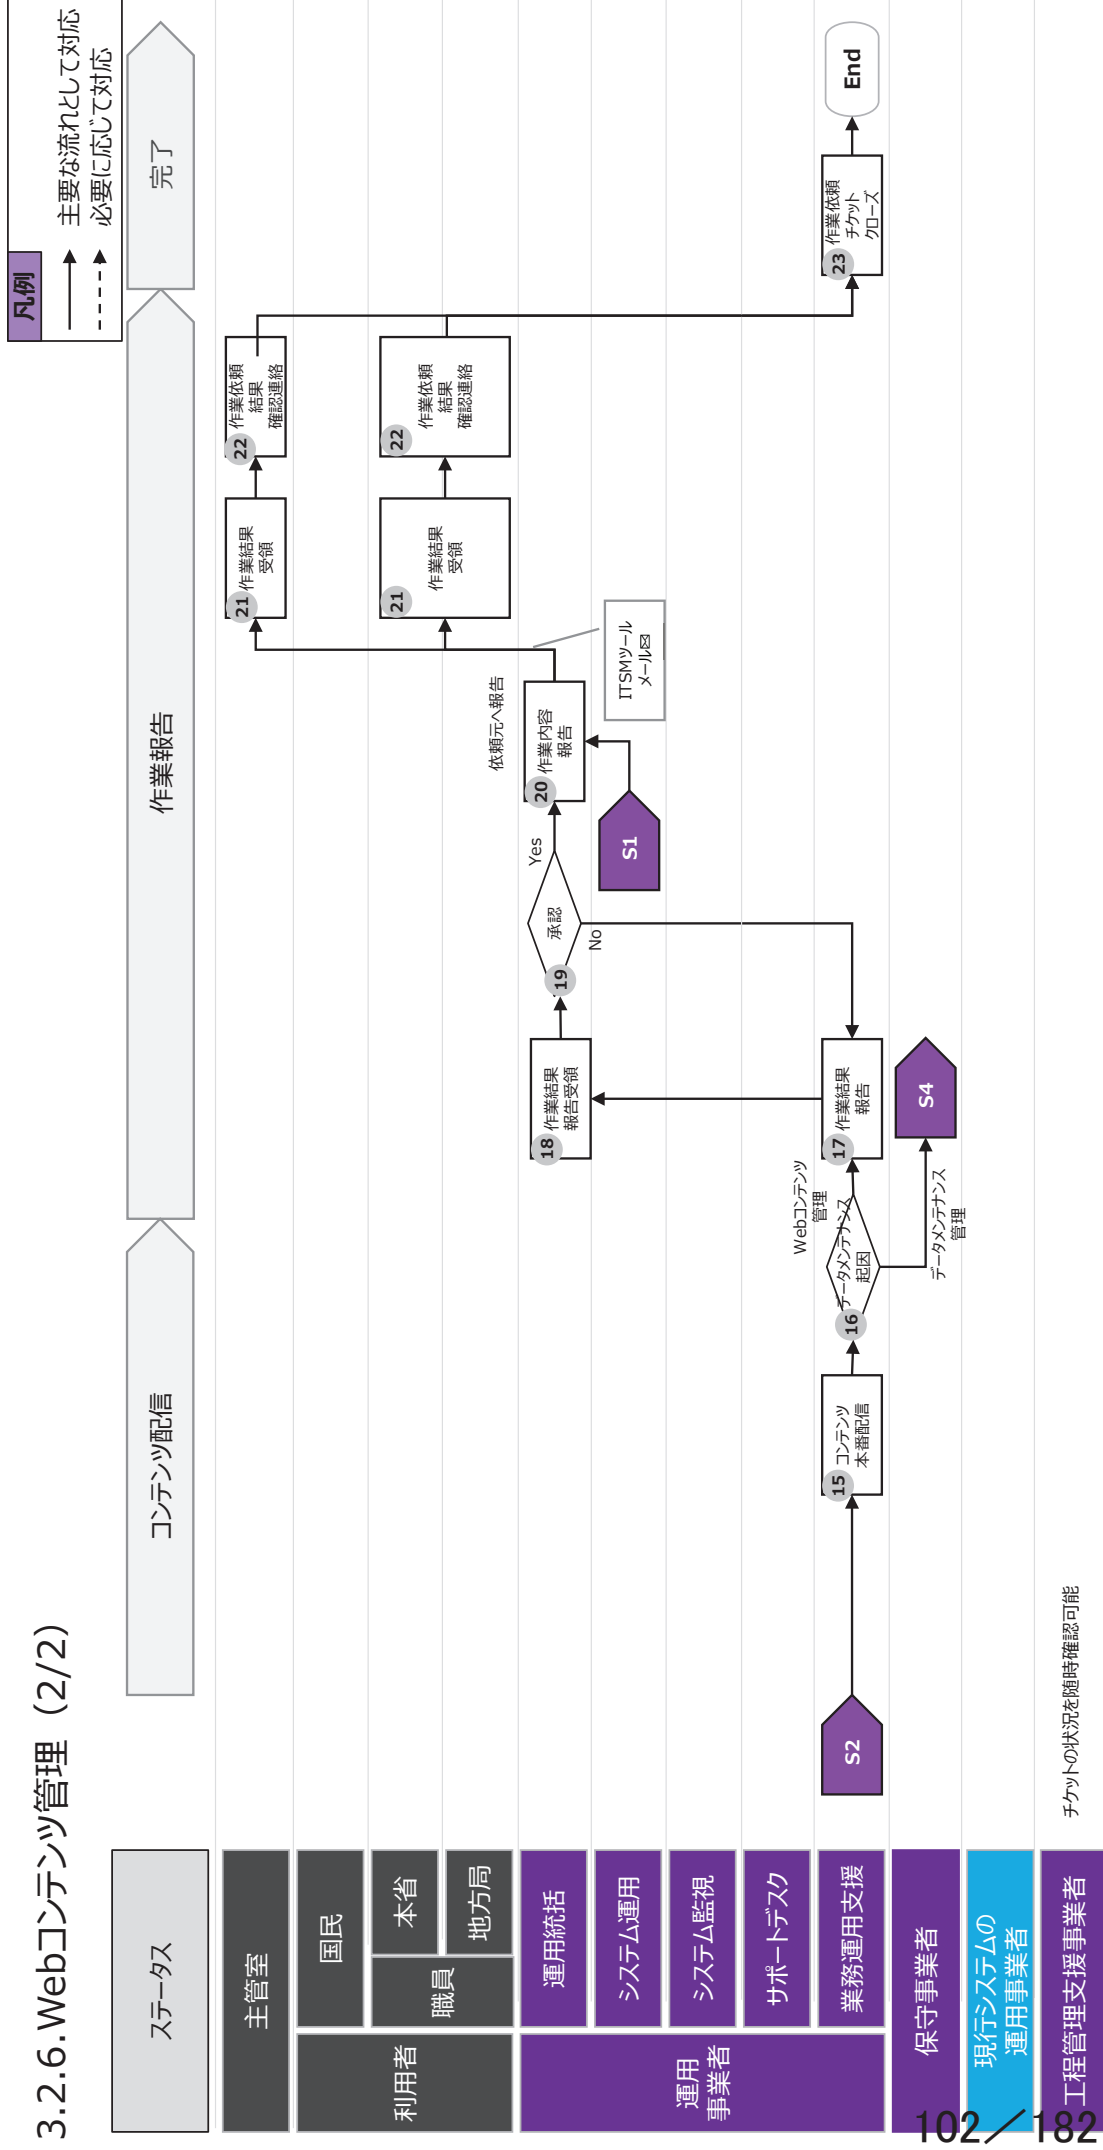 3.2.6.Webコンテンツ管理（2/2）
凡例
主要な流れとして対応
必要に応じて対応
ステータス
コンテンツ配信
作業報告
完了
主管室
利用者
国民
職員
本省
地方局
運用
事業者
運用統括
システム運用
システム監視
サポートデスク
業務運用支援
保守事業者
現行システムの
運用事業者
工程管理支援事業者
S2
15
コンテンツ
本番配信
16
データメンテナンス
起因
Webコンテンツ
管理
データメンテナンス
管理
S4
17
作業結果
報告
18
作業結果
報告受領
19
承認
Yes
No
S1
20
作業内容
報告
依頼元へ報告
ITSMツール
メール図
21
作業結果
受領
22
作業依頼
結果
確認連絡
21
作業結果
受領
22
作業依頼
結果
確認連絡
23
作業依頼
チケット
クローズ
End
チケットの状況を随時確認可能
102／182